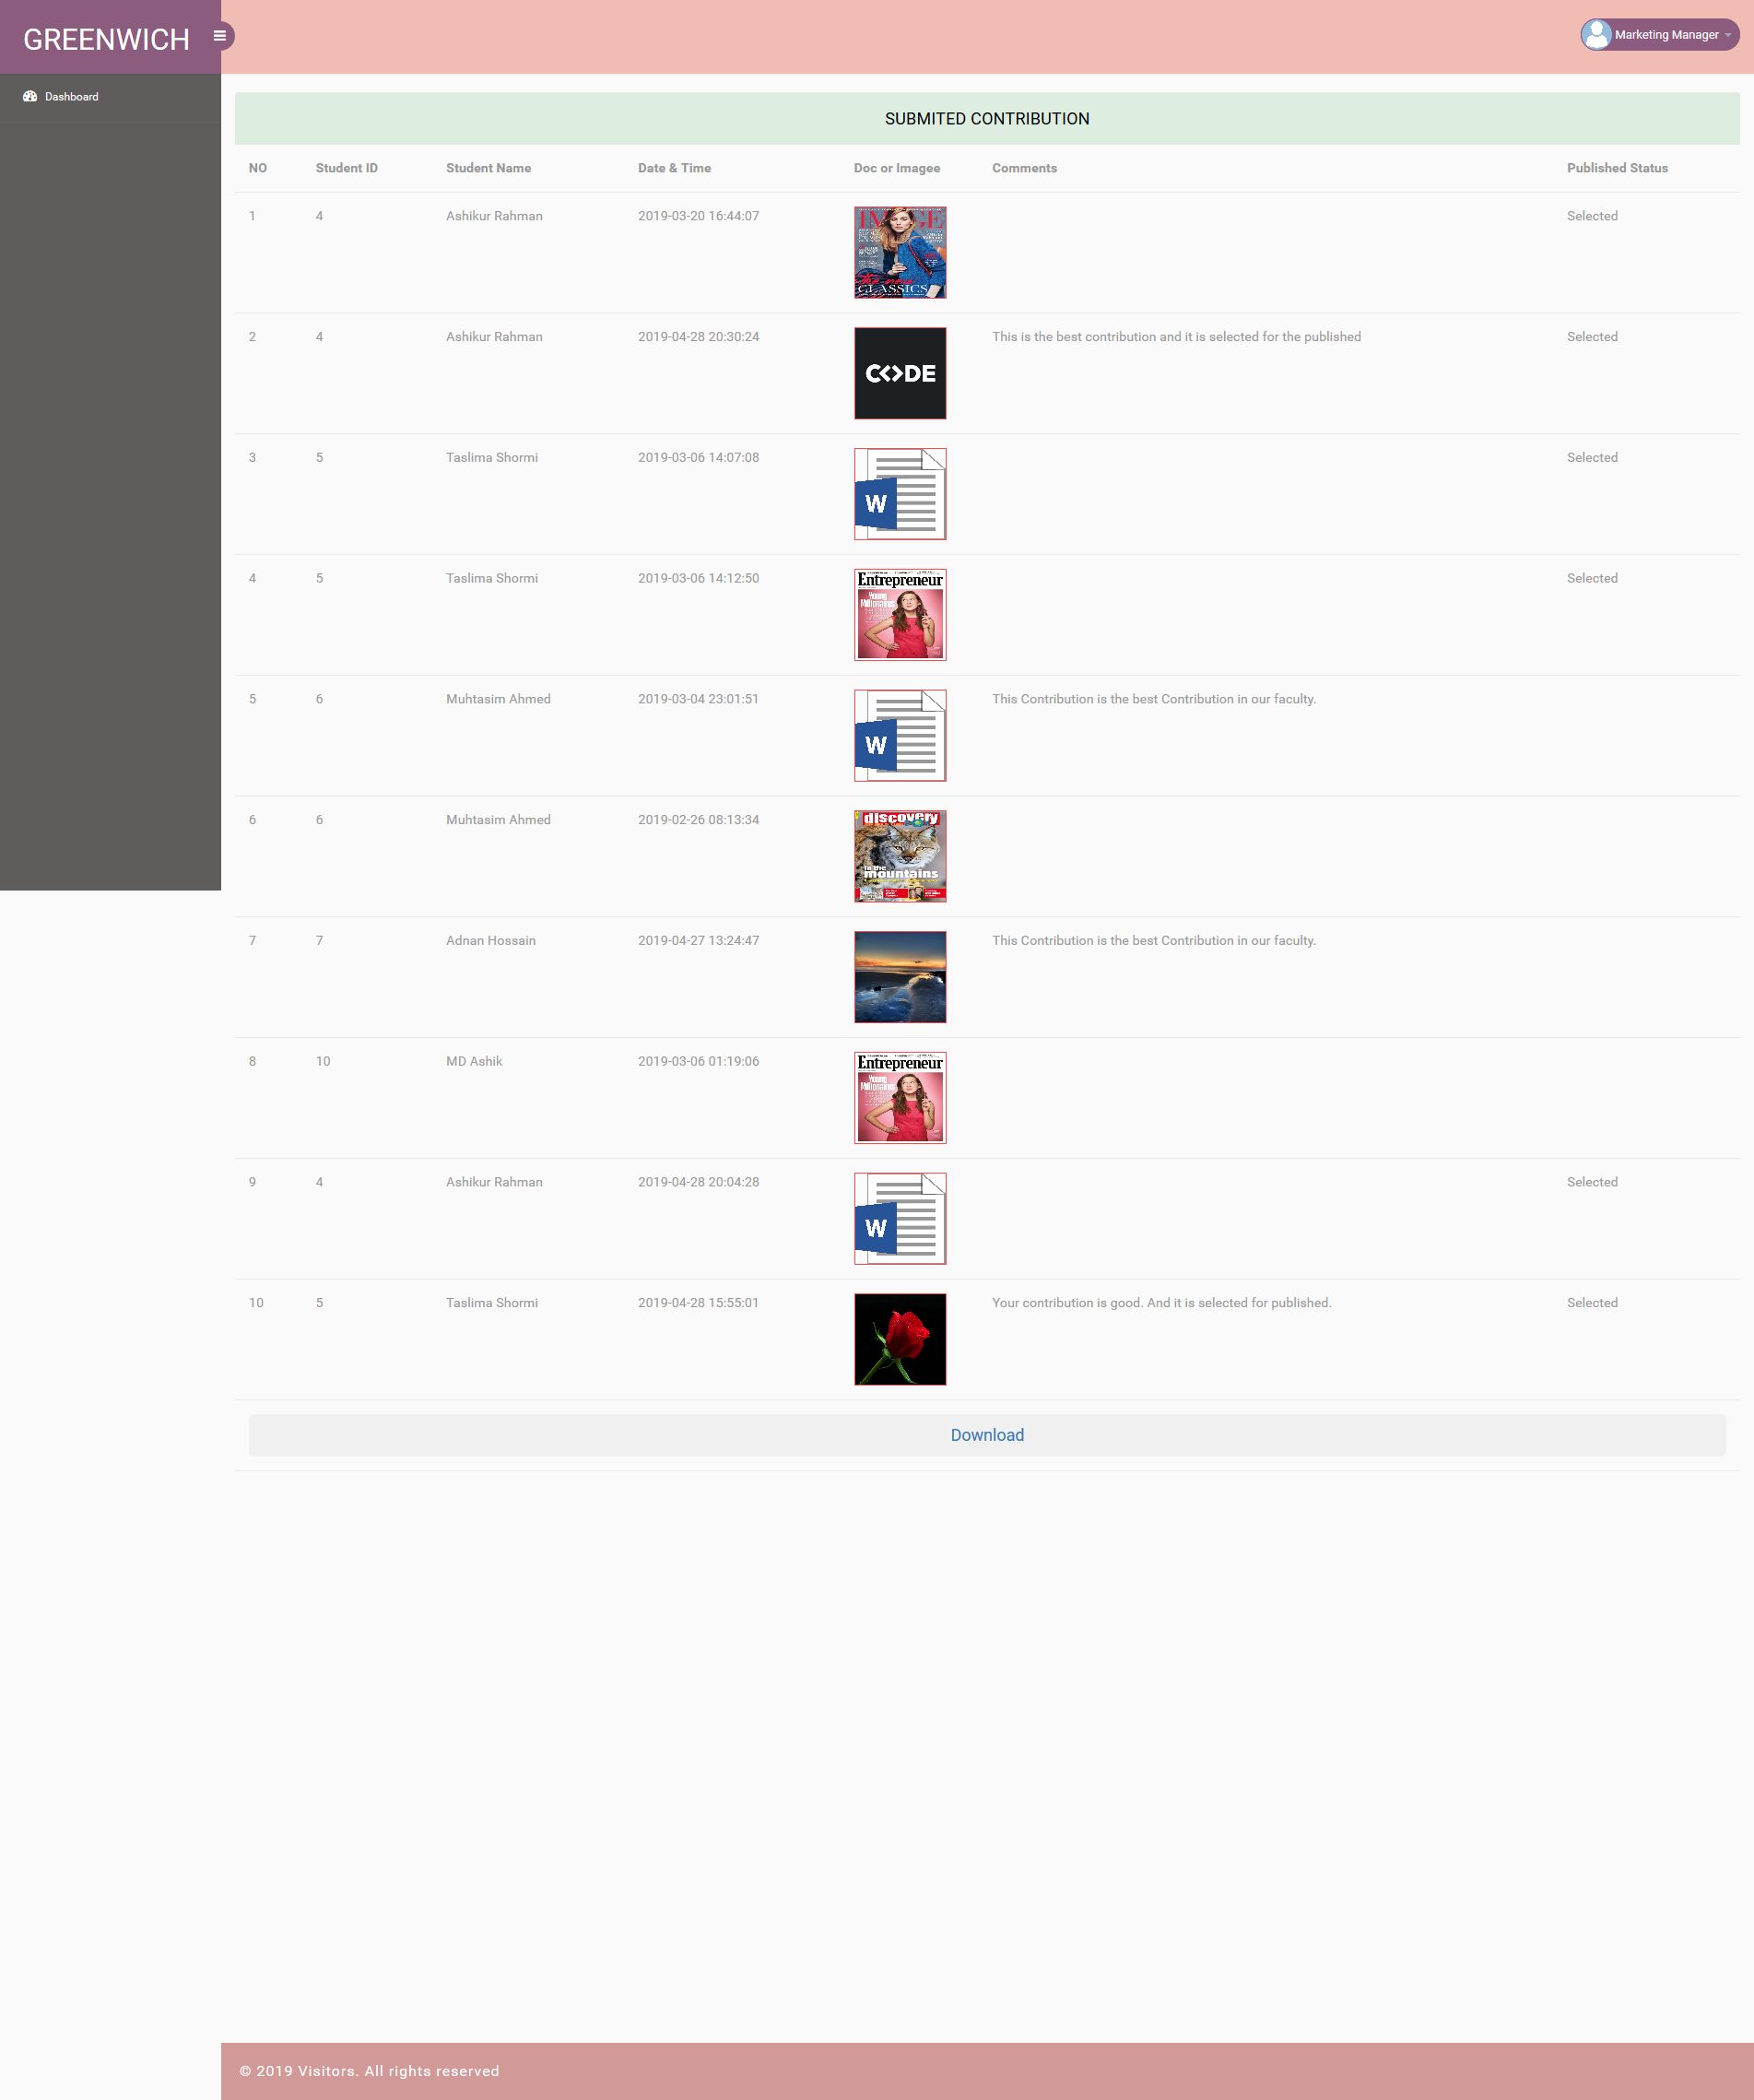 GREENWICH
Marketing Manager
Dashboard
SUBMITED CONTRIBUTION
NO Student ID Student Name Date & Time Doc or Imagee Comments Published Status
1 4 Ashikur Rahman 2019-03-20 16:44:07 Selected
IMAGE
the new
CLASSICS
2 4 Ashikur Rahman 2019-04-28 20:30:24 This is the best contribution and it is selected for the published Selected
C<>DE
3 5 Taslima Shormi 2019-03-06 14:07:08 Selected
W
4 5 Taslima Shormi 2019-03-06 14:12:50 Selected
Entrepreneur
Young
Millionaires
5 6 Muhtasim Ahmed 2019-03-04 23:01:51 This Contribution is the best Contribution in our faculty.
W
6 6 Muhtasim Ahmed 2019-02-26 08:13:34
discovery
in the
mountains
7 7 Adnan Hossain 2019-04-27 13:24:47 This Contribution is the best Contribution in our faculty.
8 10 MD Ashik 2019-03-06 01:19:06
Entrepreneur
Young
Millionaires
9 4 Ashikur Rahman 2019-04-28 20:04:28 Selected
W
10 5 Taslima Shormi 2019-04-28 15:55:01 Your contribution is good. And it is selected for published. Selected
Download
© 2019 Visitors. All rights reserved